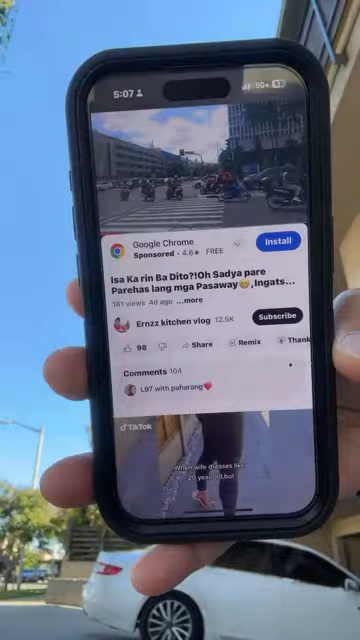 5:07
5G+
Google Chrome
Sponsored • 4.6★ FREE
Install
Isa Ka rin Ba Dito?!Oh Sadya pare
Parehas lang mga Pasaway😄,Ingats...
181 views 4d ago ...more
Ernzz kitchen vlog 12.5K
Subscribe
98
Share
Remix
Thank
Comments 104
L97 with paharang❤️
TikTok
When wife dresses like
20 year old,but